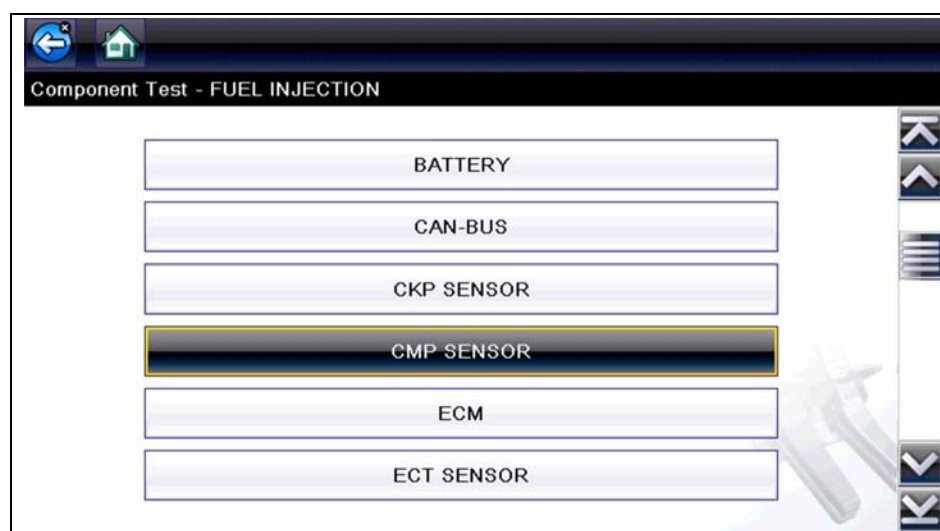 Component Test - FUEL INJECTION
BATTERY
CAN-BUS
CKP SENSOR
CMP SENSOR
ECM
ECT SENSOR